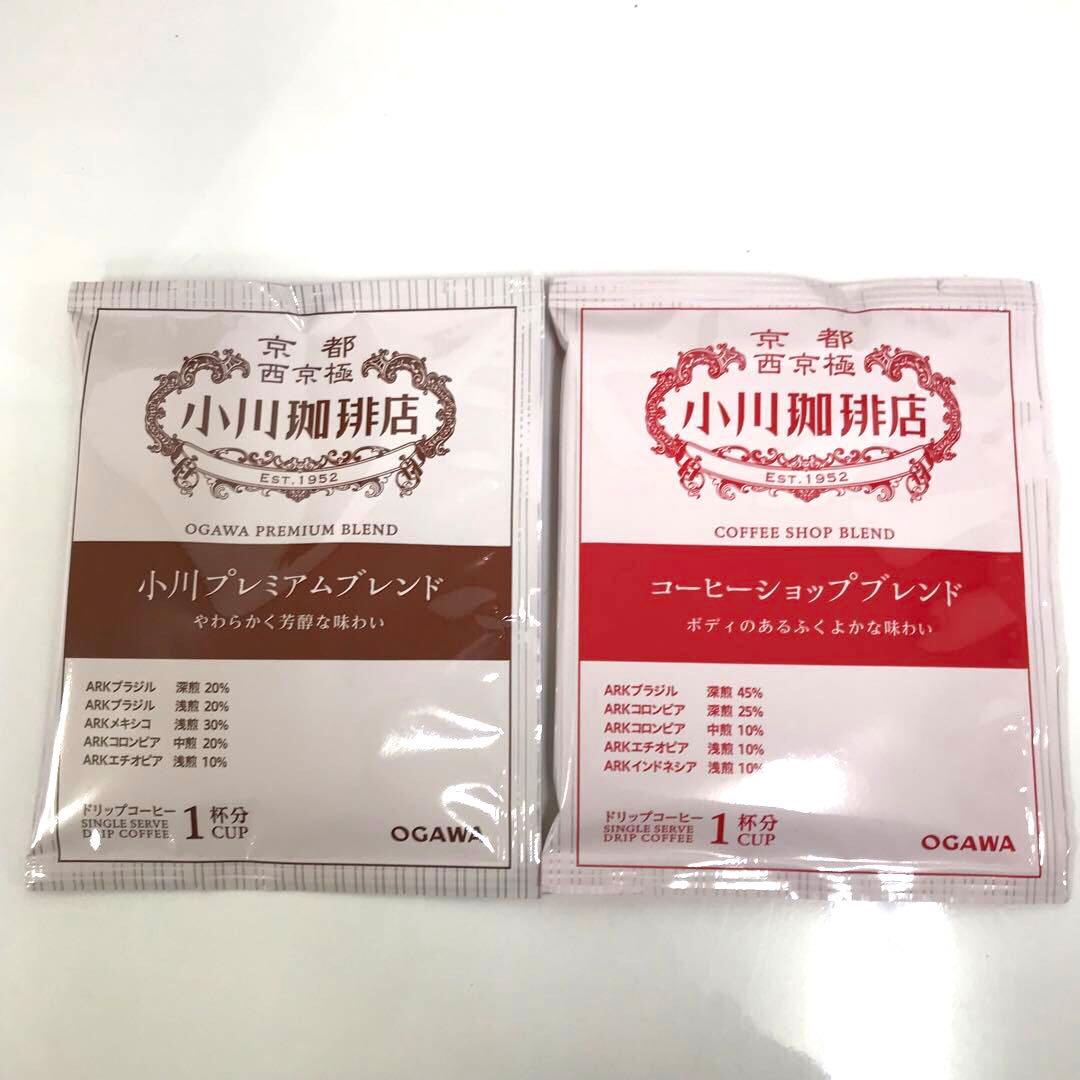 京都
西京極
小川珈琲店
EST.1952
OGAWA PREMIUM BLEND
小川プレミアムブレンド
やわらかく芳醇な味わい
ARKブラジル 深煎 20%
ARKブラジル 浅煎 20%
ARKメキシコ 浅煎 30%
ARKコロンビア 中煎 20%
ARKエチオピア 浅煎 10%
ドリップコーヒー
SINGLE SERVE
DRIP COFFEE
1杯分
CUP
OGAWA
京都
西京極
小川珈琲店
EST.1952
COFFEE SHOP BLEND
コーヒーショップブレンド
ボディのあるふくよかな味わい
ARKブラジル 深煎 45%
ARKコロンビア 深煎 25%
ARKコロンビア 中煎 10%
ARKエチオピア 浅煎 10%
ARKインドネシア 浅煎 10%
ドリップコーヒー
SINGLE SERVE
DRIP COFFEE
1杯分
CUP
OGAWA